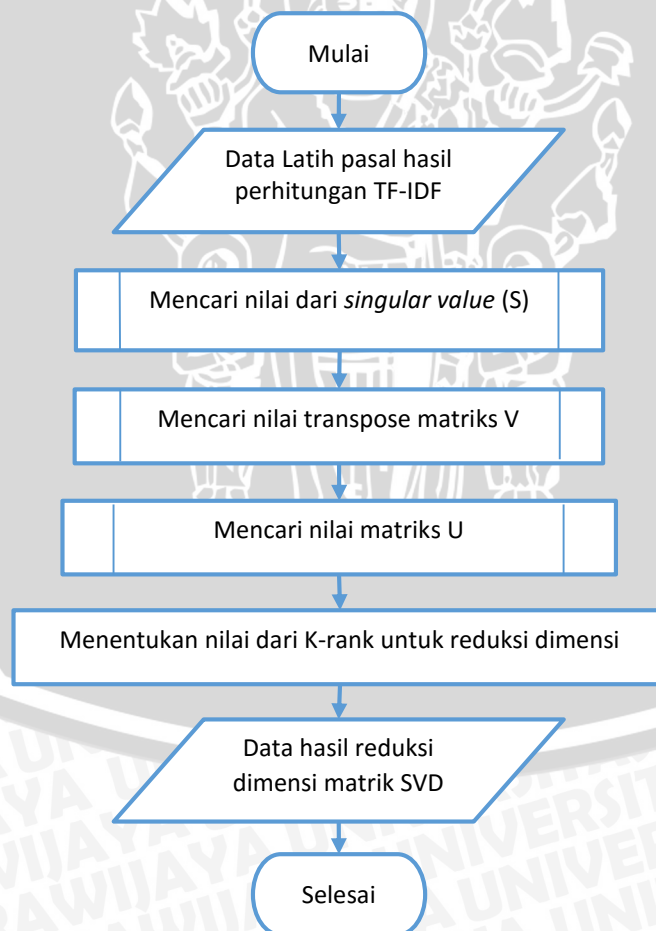 Mulai
Data Latih pasal hasil
perhitungan TF-IDF
Mencari nilai dari singular value (S)
Mencari nilai transpose matriks V
Mencari nilai matriks U
Menentukan nilai dari K-rank untuk reduksi dimensi
Data hasil reduksi
dimensi matrik SVD
Selesai